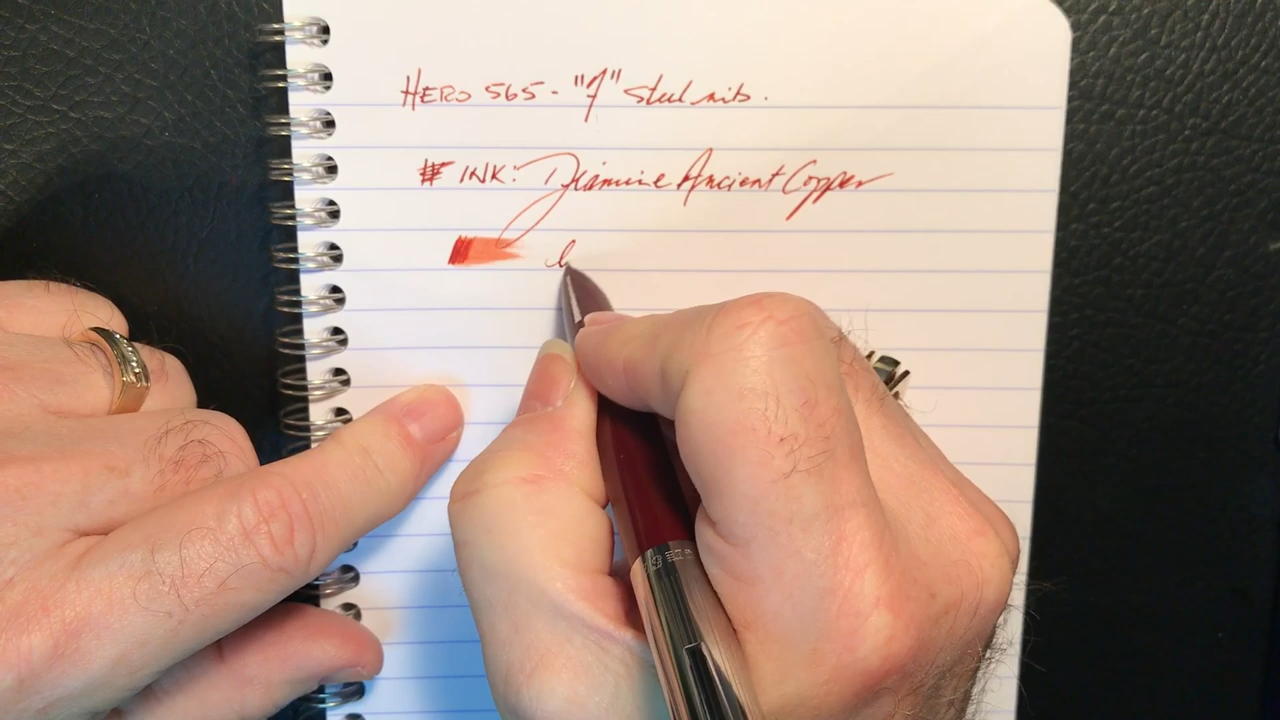 HERO 565 - "f" steel nib.
# INK: Diamine Ancient Copper
l